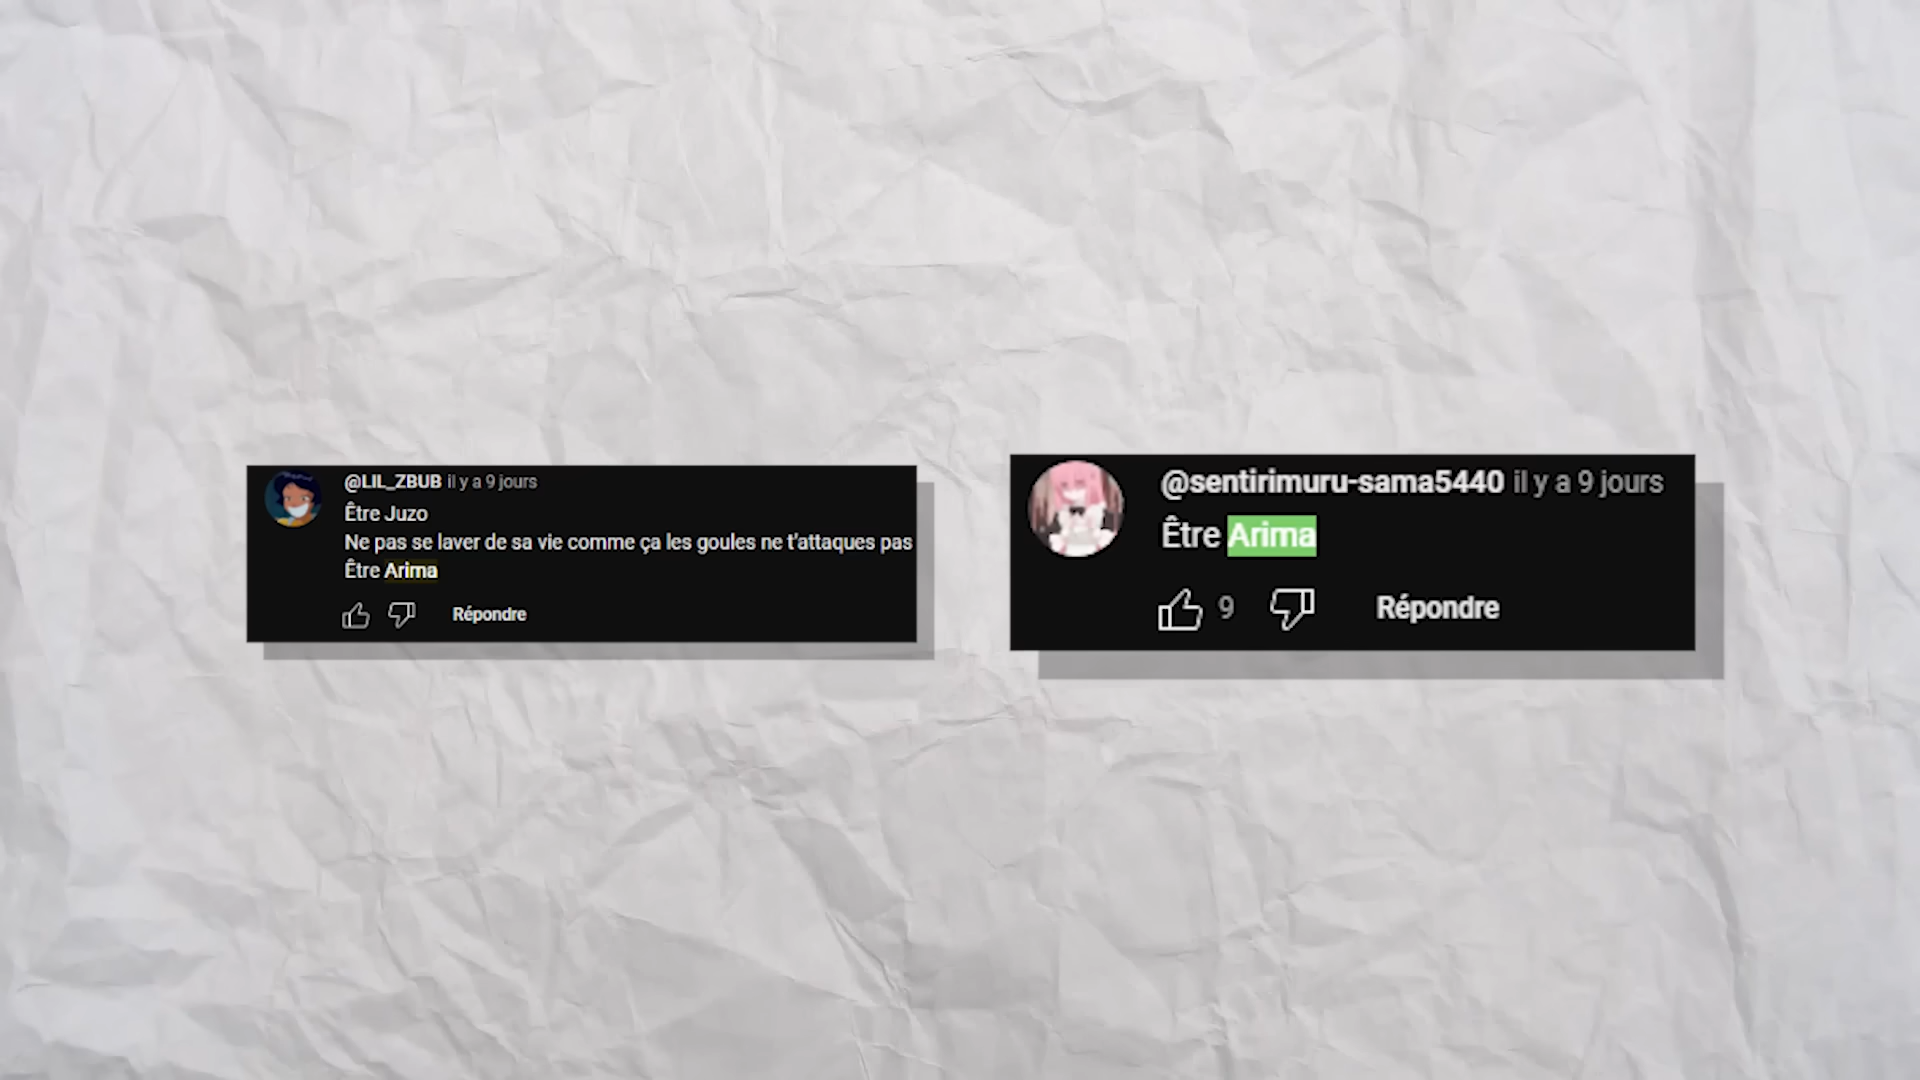 @LIL_ZBUB il y a 9 jours
Être Juzo
Ne pas se laver de sa vie comme ça les goules ne t'attaques pas
Être Arima
Répondre
@sentirimuru-sama5440 il y a 9 jours
Être Arima
9 Répondre